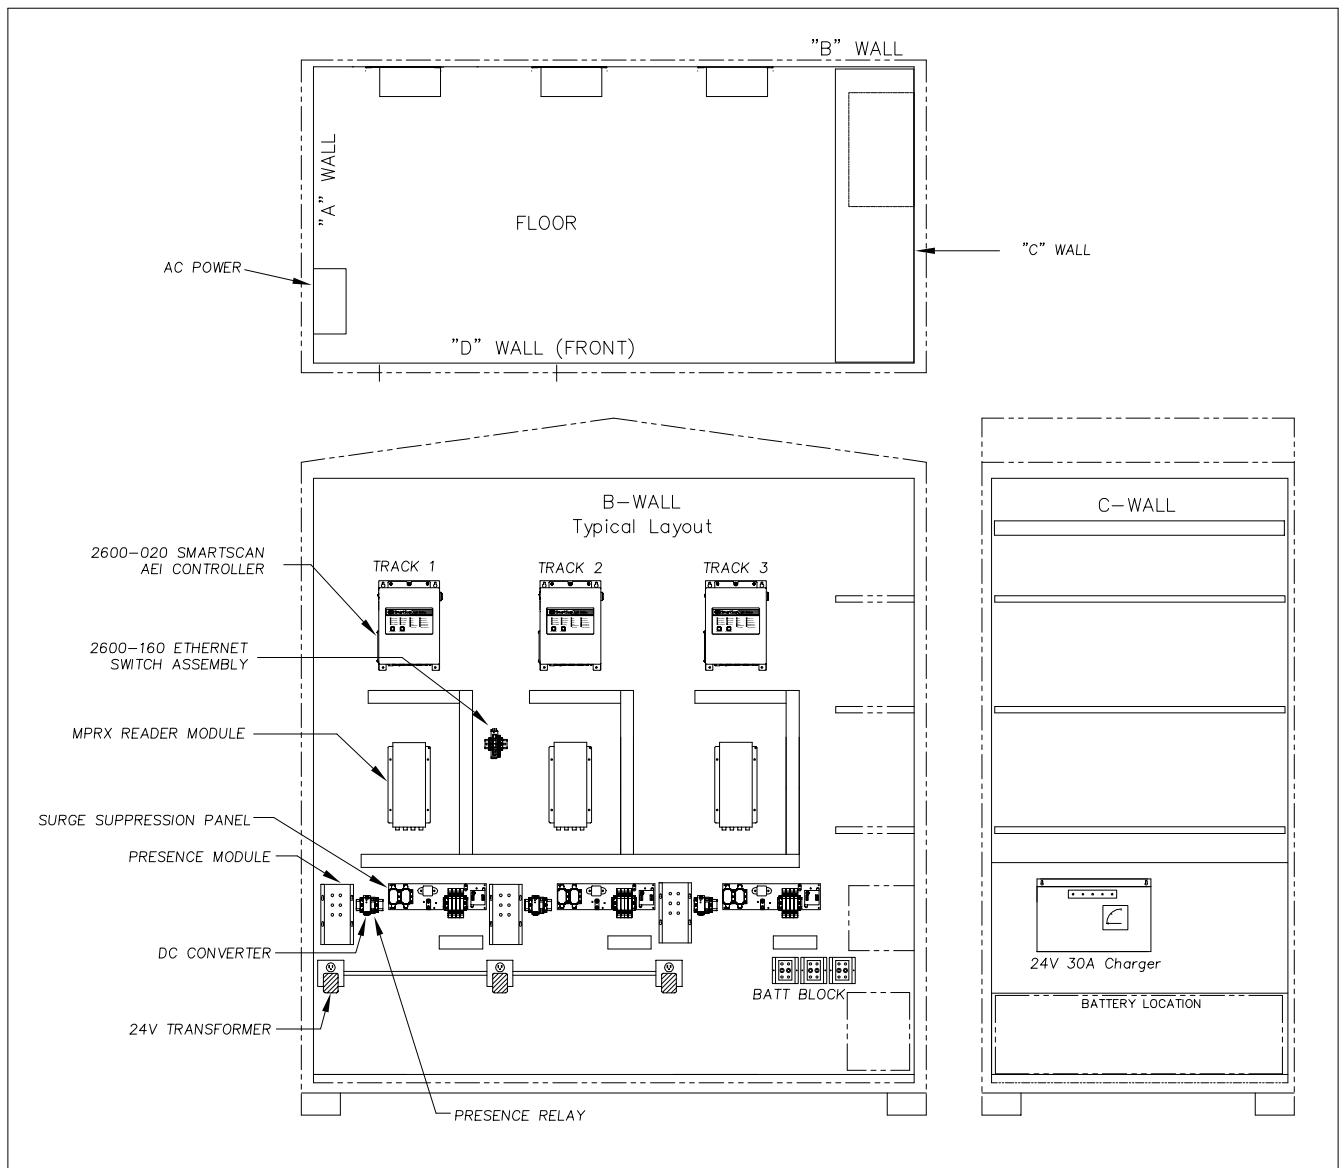 "B" WALL
"A" WALL
FLOOR
"C" WALL
AC POWER
"D" WALL (FRONT)
B-WALL
Typical Layout
C-WALL
2600-020 SMARTSCAN
AEI CONTROLLER
TRACK 1
TRACK 2
TRACK 3
2600-160 ETHERNET
SWITCH ASSEMBLY
MPRX READER MODULE
SURGE SUPPRESSION PANEL
PRESENCE MODULE
DC CONVERTER
24V 30A Charger
BATT BLOCK
BATTERY LOCATION
24V TRANSFORMER
PRESENCE RELAY